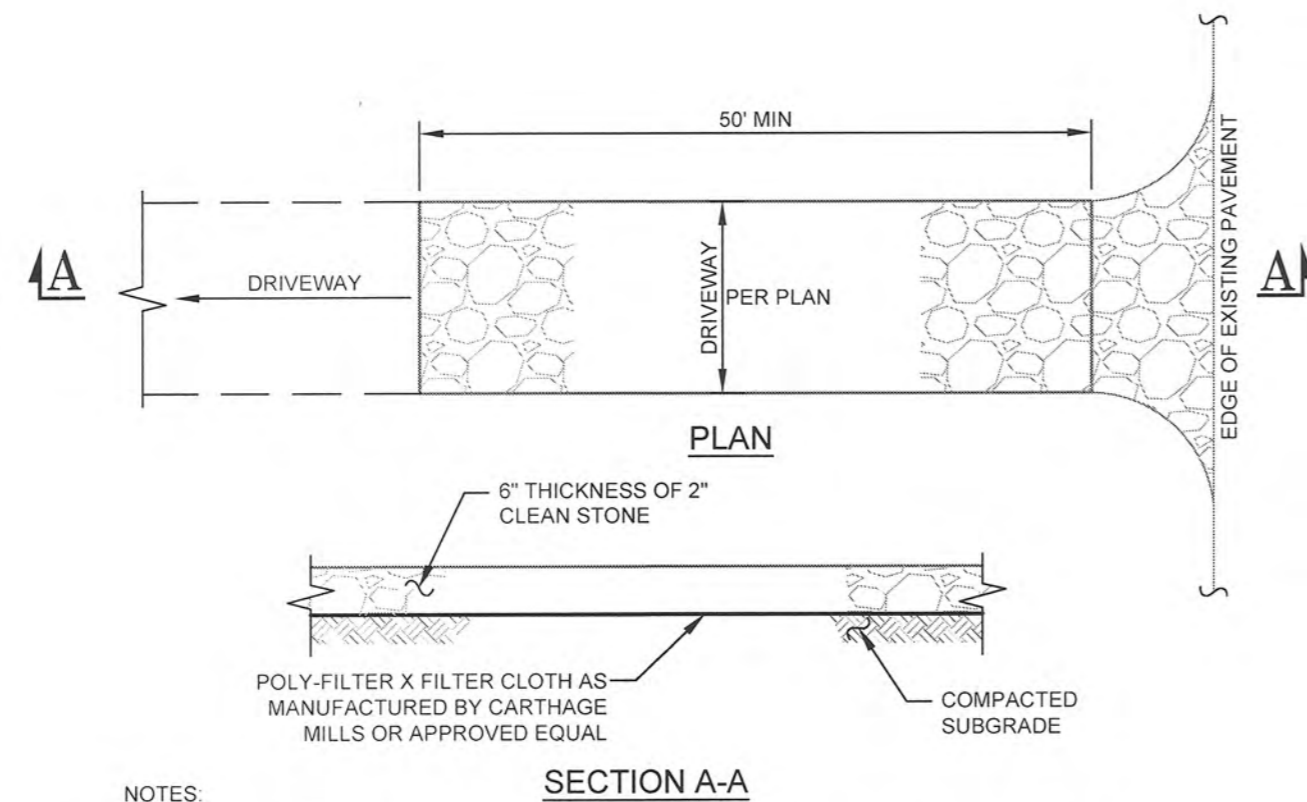 50' MIN
EDGE OF EXISTING PAVEMENT
A
DRIVEWAY
DRIVEWAY
PER PLAN
A
PLAN
6" THICKNESS OF 2"
CLEAN STONE
POLY-FILTER X FILTER CLOTH AS
MANUFACTURED BY CARTHAGE
MILLS OR APPROVED EQUAL
COMPACTED
SUBGRADE
SECTION A-A
NOTES: